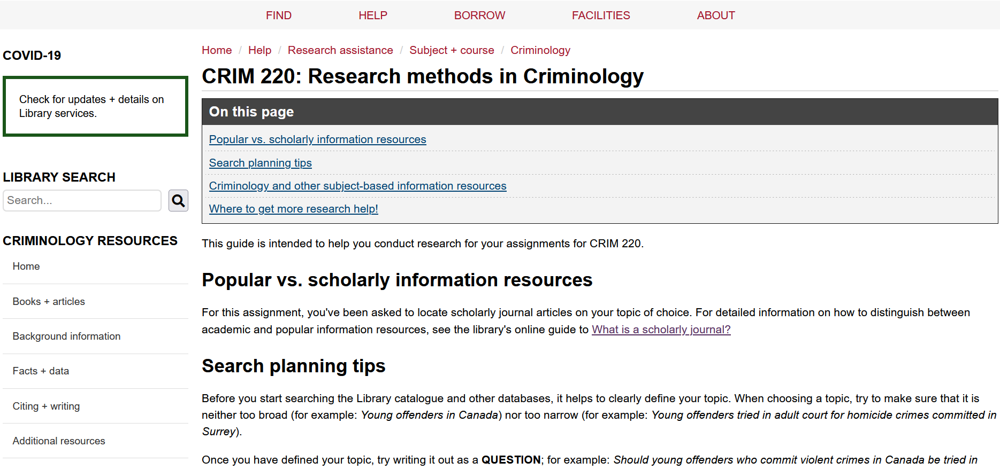 FIND
HELP
BORROW
FACILITIES
ABOUT
COVID-19
Check for updates + details on
Library services.
LIBRARY SEARCH
Search...
CRIMINOLOGY RESOURCES
Home
Books + articles
Background information
Facts + data
Citing + writing
Additional resources
Home / Help / Research assistance / Subject + course / Criminology
CRIM 220: Research methods in Criminology
On this page
Popular vs. scholarly information resources
Search planning tips
Criminology and other subject-based information resources
Where to get more research help!
This guide is intended to help you conduct research for your assignments for CRIM 220.
Popular vs. scholarly information resources
For this assignment, you've been asked to locate scholarly journal articles on your topic of choice. For detailed information on how to distinguish between
academic and popular information resources, see the library's online guide to What is a scholarly journal?
Search planning tips
Before you start searching the Library catalogue and other databases, it helps to clearly define your topic. When choosing a topic, try to make sure that it is
neither too broad (for example: Young offenders in Canada) nor too narrow (for example: Young offenders tried in adult court for homicide crimes committed in
Surrey).
Once you have defined your topic, try writing it out as a QUESTION; for example: Should young offenders who commit violent crimes in Canada be tried in